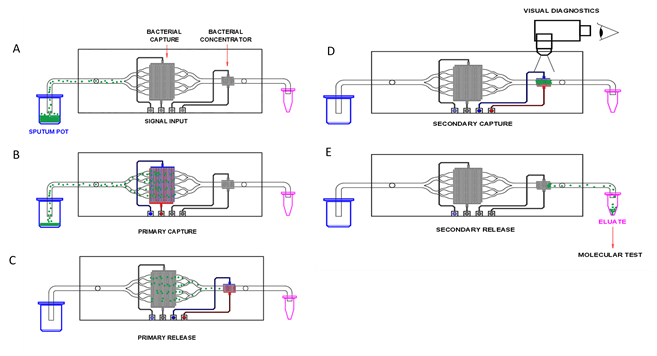 A
BACTERIAL
CAPTURE
BACTERIAL
CONCENTRATOR
SPUTUM POT
SIGNAL INPUT
B
PRIMARY CAPTURE
C
PRIMARY RELEASE
VISUAL DIAGNOSTICS
D
SECONDARY CAPTURE
E
SECONDARY RELEASE
ELUATE
MOLECULAR TEST